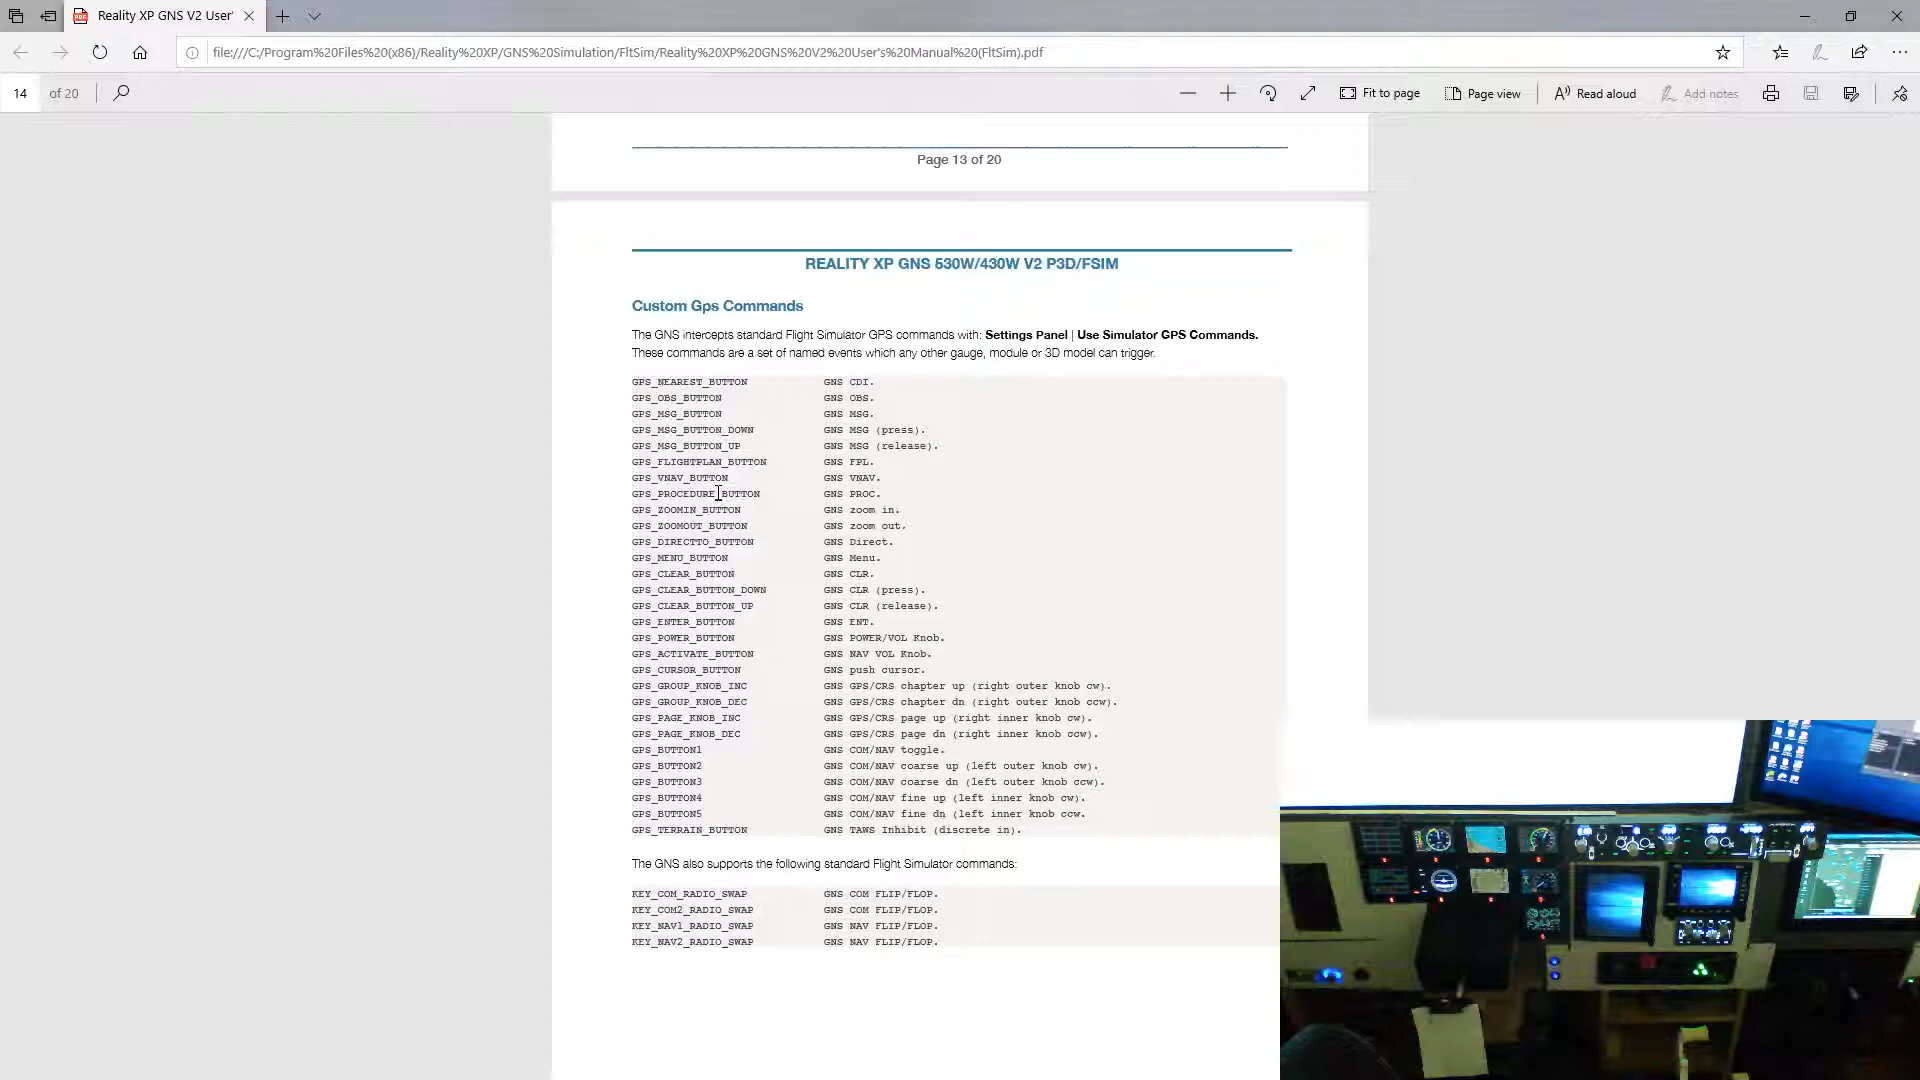 Reality XP GNS V2 User'
file:///C:/Program%20Files%20(x86)/Reality%20XP/GNS%20Simulation/FltSim/Reality%20XP%20GNS%20V2%20User's%20Manual%20(FltSim).pdf
14 of 20
Fit to page
Page view
Read aloud
Add notes
Page 13 of 20
REALITY XP GNS 530W/430W V2 P3D/FSIM
Custom Gps Commands
The GNS intercepts standard Flight Simulator GPS commands with: Settings Panel | Use Simulator GPS Commands.
These commands are a set of named events which any other gauge, module or 3D model can trigger.
GPS_NEAREST_BUTTON GNS CDI.
GPS_OBS_BUTTON GNS OBS.
GPS_MSG_BUTTON GNS MSG.
GPS_MSG_BUTTON_DOWN GNS MSG (press).
GPS_MSG_BUTTON_UP GNS MSG (release).
GPS_FLIGHTPLAN_BUTTON GNS FPL.
GPS_VNAV_BUTTON GNS VNAV.
GPS_PROCEDURE_BUTTON GNS PROC.
GPS_ZOOMIN_BUTTON GNS zoom in.
GPS_ZOOMOUT_BUTTON GNS zoom out.
GPS_DIRECTTO_BUTTON GNS Direct.
GPS_MENU_BUTTON GNS Menu.
GPS_CLEAR_BUTTON GNS CLR.
GPS_CLEAR_BUTTON_DOWN GNS CLR (press).
GPS_CLEAR_BUTTON_UP GNS CLR (release).
GPS_ENTER_BUTTON GNS ENT.
GPS_POWER_BUTTON GNS POWER/VOL Knob.
GPS_ACTIVATE_BUTTON GNS NAV VOL Knob.
GPS_CURSOR_BUTTON GNS push cursor.
GPS_GROUP_KNOB_INC GNS GPS/CRS chapter up (right outer knob cw).
GPS_GROUP_KNOB_DEC GNS GPS/CRS chapter dn (right outer knob ccw).
GPS_PAGE_KNOB_INC GNS GPS/CRS page up (right inner knob cw).
GPS_PAGE_KNOB_DEC GNS GPS/CRS page dn (right inner knob ccw).
GPS_BUTTON1 GNS COM/NAV toggle.
GPS_BUTTON2 GNS COM/NAV coarse up (left outer knob cw).
GPS_BUTTON3 GNS COM/NAV coarse dn (left outer knob ccw).
GPS_BUTTON4 GNS COM/NAV fine up (left inner knob cw).
GPS_BUTTON5 GNS COM/NAV fine dn (left inner knob ccw.
GPS_TERRAIN_BUTTON GNS TAWS Inhibit (discrete in).
The GNS also supports the following standard Flight Simulator commands:
KEY_COM_RADIO_SWAP GNS COM FLIP/FLOP.
KEY_COM2_RADIO_SWAP GNS COM FLIP/FLOP.
KEY_NAV1_RADIO_SWAP GNS NAV FLIP/FLOP.
KEY_NAV2_RADIO_SWAP GNS NAV FLIP/FLOP.